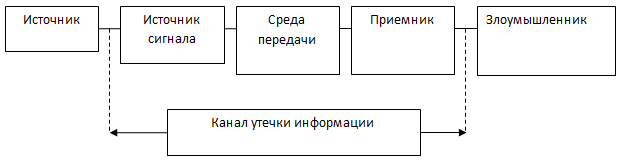 Источник
Источник
сигнала
Среда
передачи
Приемник
Злоумышленник
Канал утечки информации